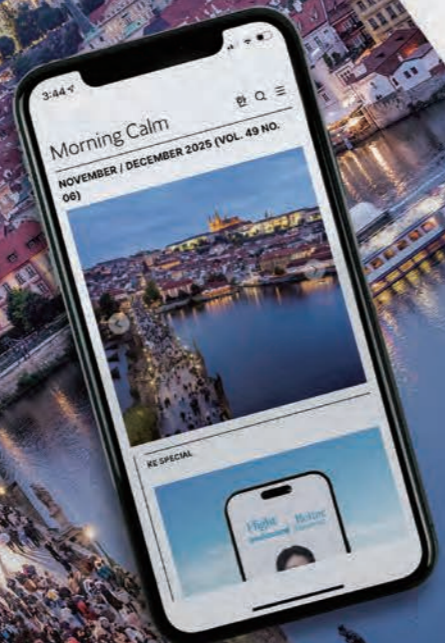 3:44
한
Morning Calm
NOVEMBER / DECEMBER 2025 (VOL. 49 NO.
06)
KE SPECIAL
Flight